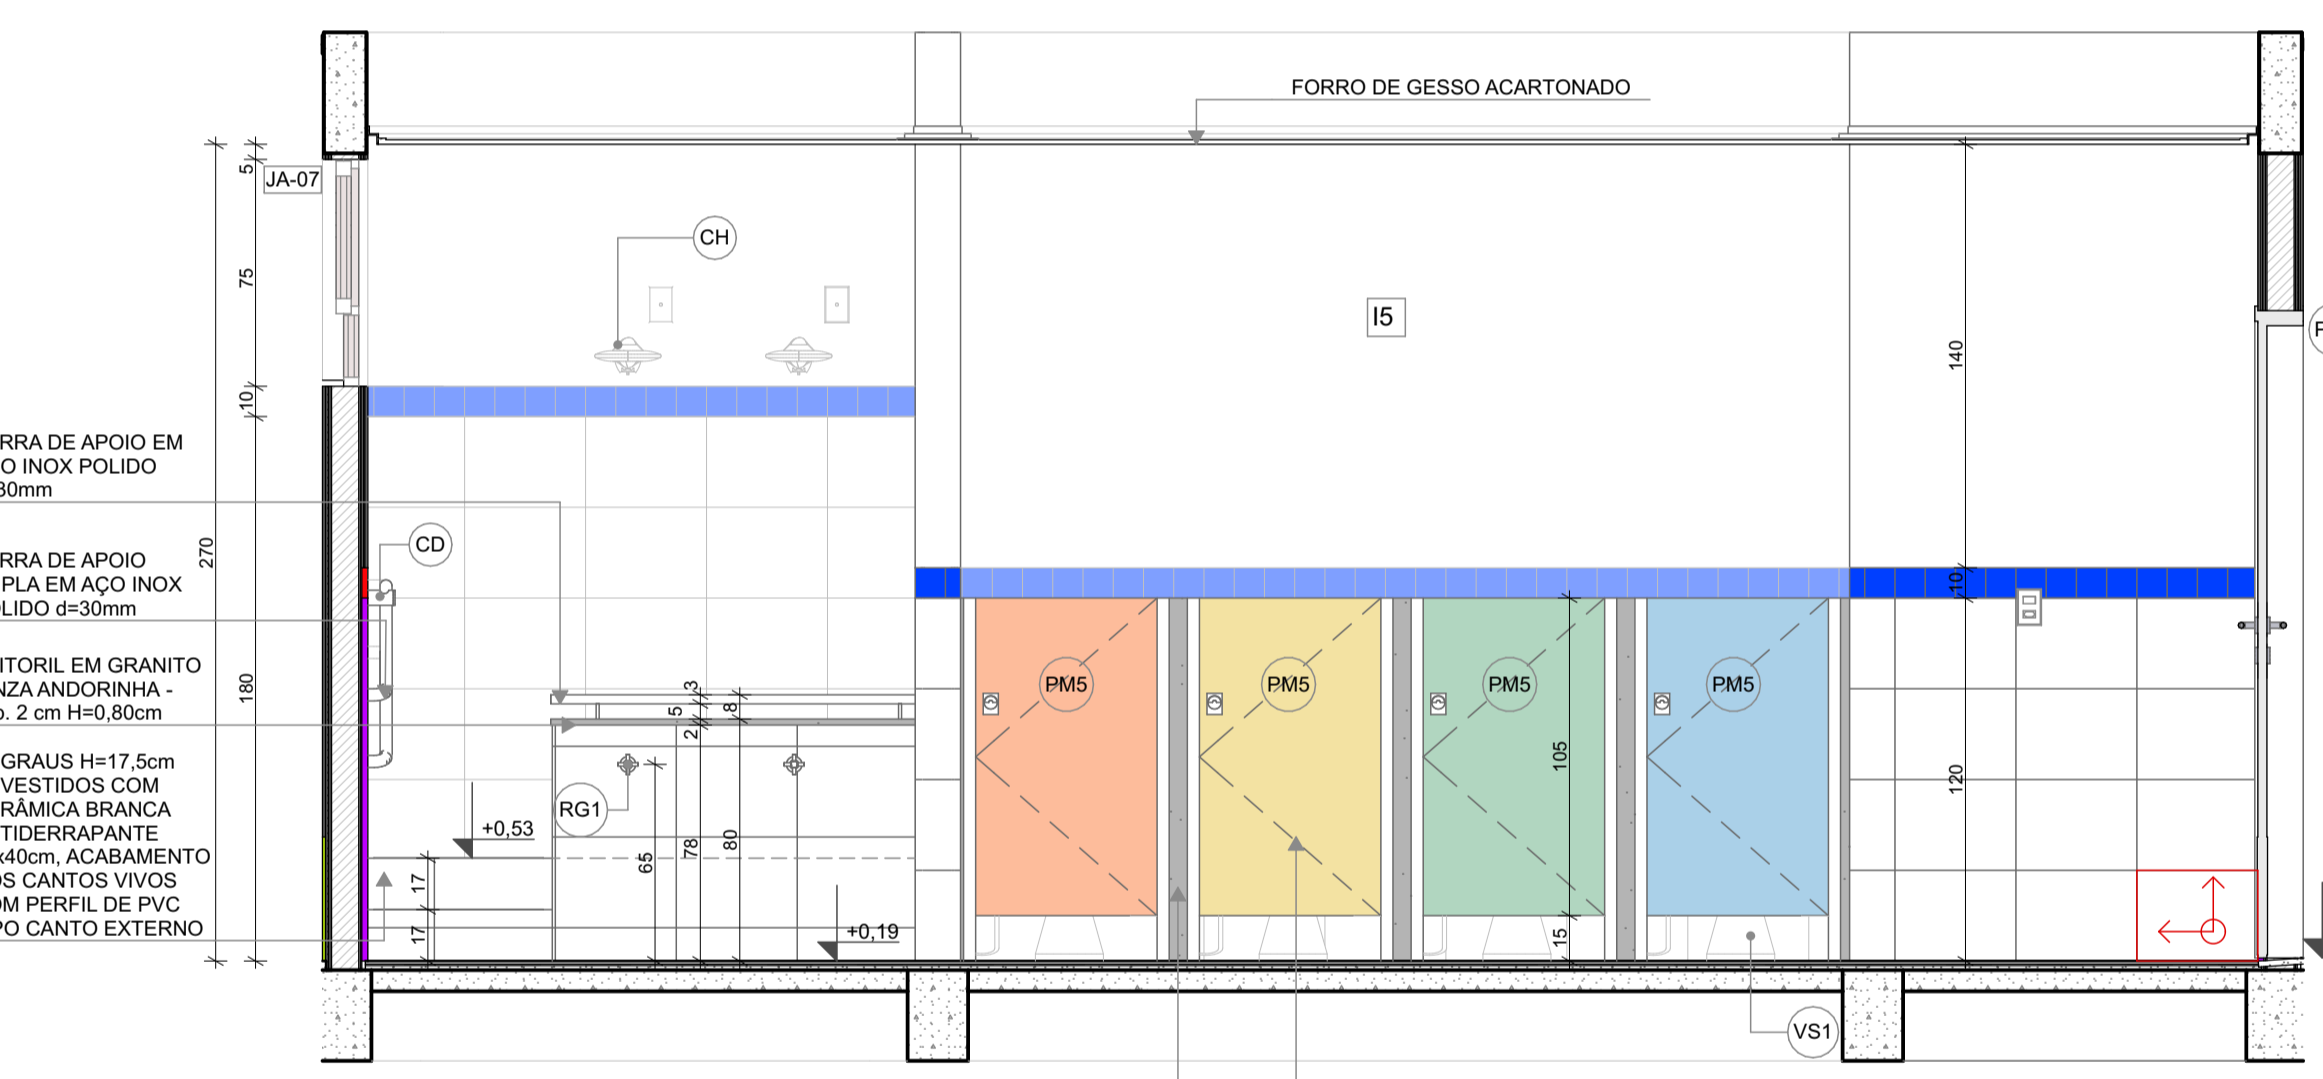 FORRO DE GESSO ACARTONADO
5
JA-07
CH
75
I5
140
10
RRA DE APOIO EM
O INOX POLIDO
30mm
270
CD
RRA DE APOIO
PLA EM AÇO INOX
LIDO d=30mm
10
180
ITORIL EM GRANITO
NZA ANDORINHA -
. 2 cm H=0,80cm
3
5
8
2
PM5
PM5
PM5
PM5
GRAUS H=17,5cm
VESTIDOS COM
RÂMICA BRANCA
TIDERRAPANTE
x40cm, ACABAMENTO
OS CANTOS VIVOS
OM PERFIL DE PVC
PO CANTO EXTERNO
RG1
+0,53
65
78
80
105
120
17
17
+0,19
15
VS1